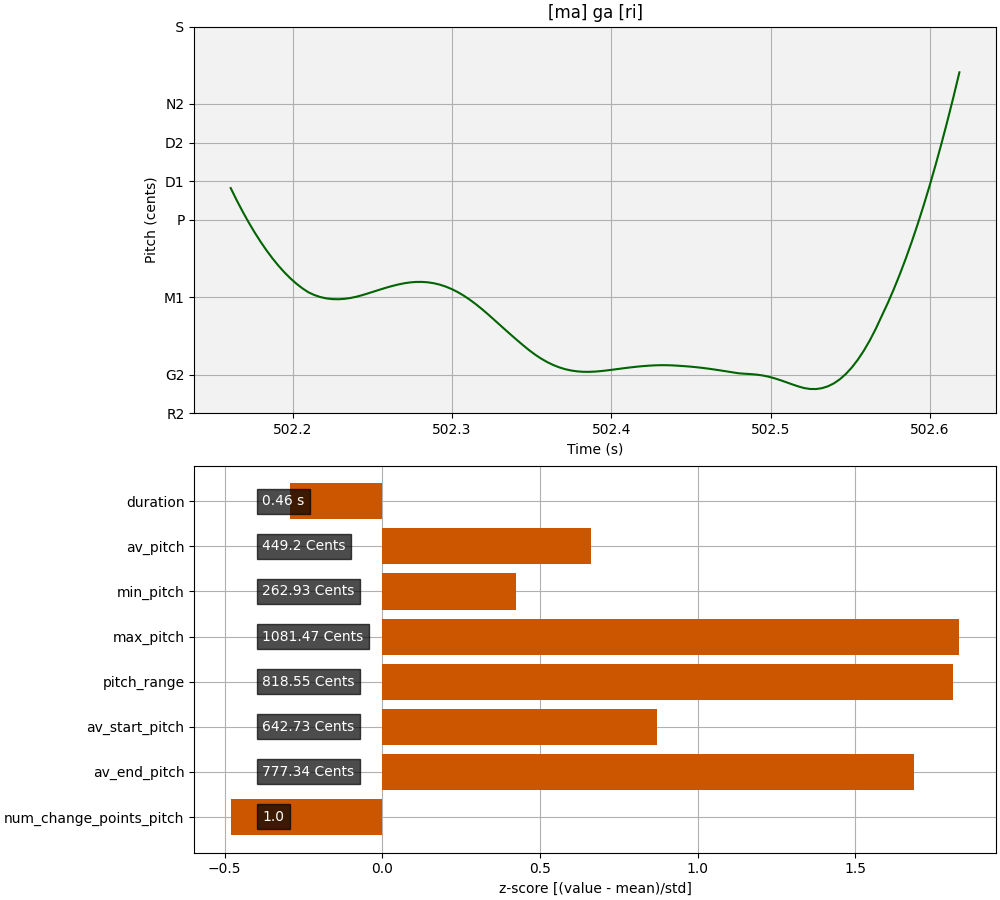 [ma] ga [ri]
S
N2
D2
D1
P
M1
G2
R2
Pitch (cents)
502.2 502.3 502.4 502.5 502.6
Time (s)
duration 0.46 s
av_pitch 449.2 Cents
min_pitch 262.93 Cents
max_pitch 1081.47 Cents
pitch_range 818.55 Cents
av_start_pitch 642.73 Cents
av_end_pitch 777.34 Cents
num_change_points_pitch 1.0
−0.5 0.0 0.5 1.0 1.5
z-score [(value - mean)/std]